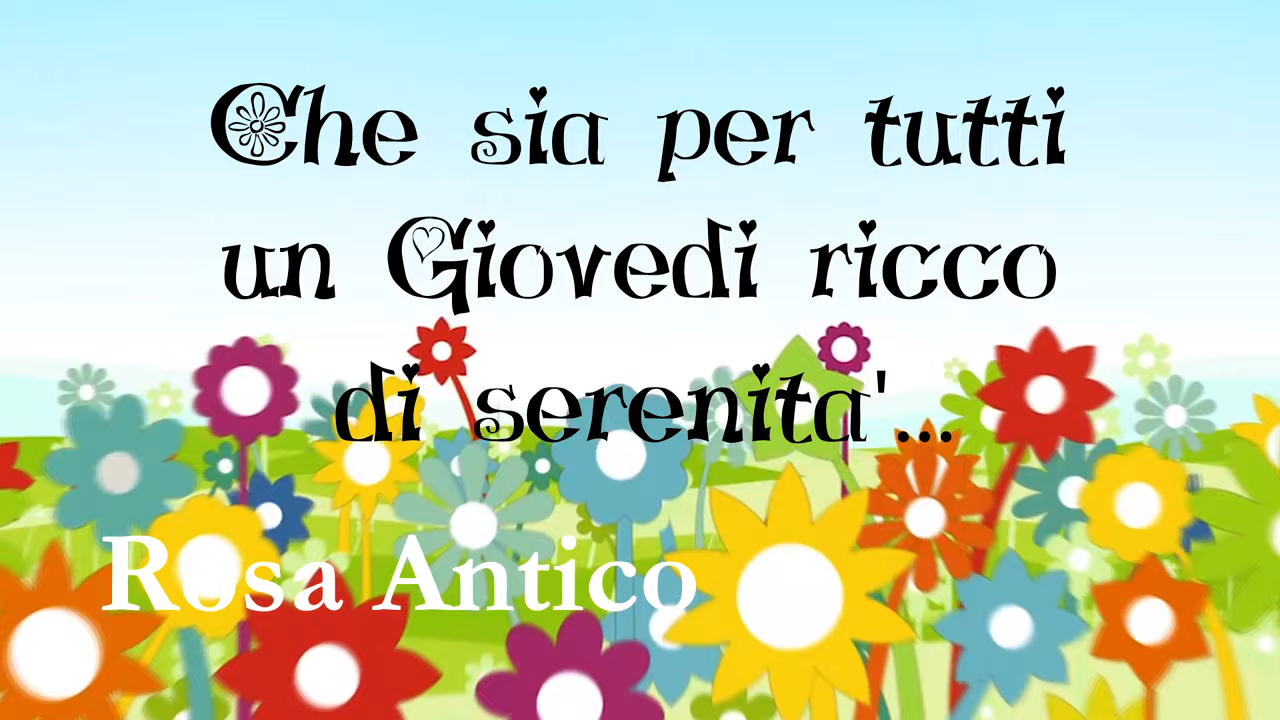 Che sia per tutti
un Giovedi ricco
di serenita'...
Rosa Antico